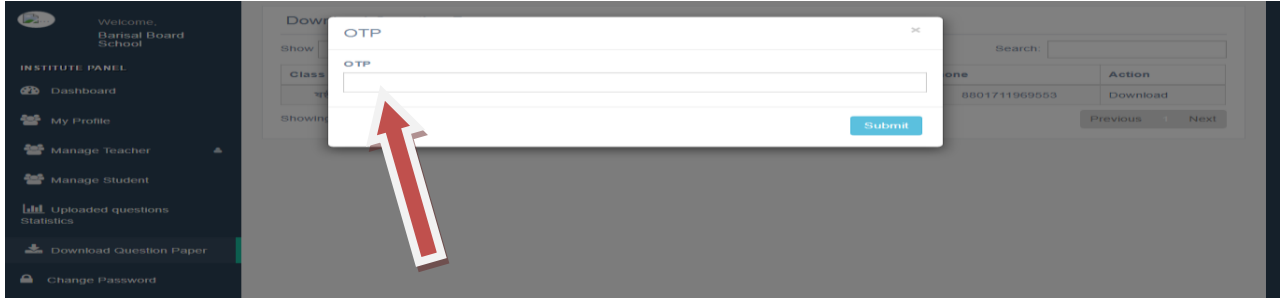 Welcome,
Barisal Board
School
INSTITUTE PANEL
Dashboard
My Profile
Manage Teacher
Manage Student
Uploaded questions
Statistics
Download Question Paper
Change Password
OTP
×
Show
Search:
OTP
Class
Action
8801711969553
Download
Showing
Previous
1
Next
Submit